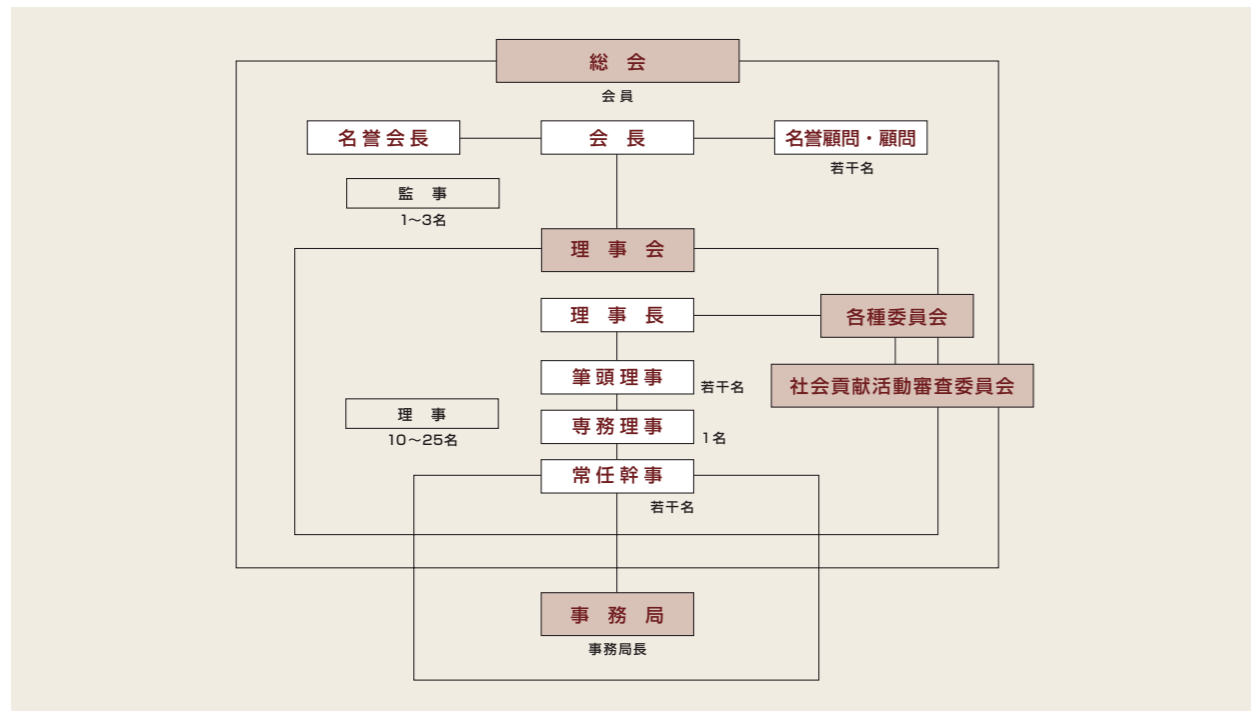 総会
会員
名誉会長
会長
名誉顧問・顧問
若干名
監事
1〜3名
理事会
理事長
各種委員会
筆頭理事
若干名
社会貢献活動審査委員会
理事
10〜25名
専務理事
1名
常任幹事
若干名
事務局
事務局長